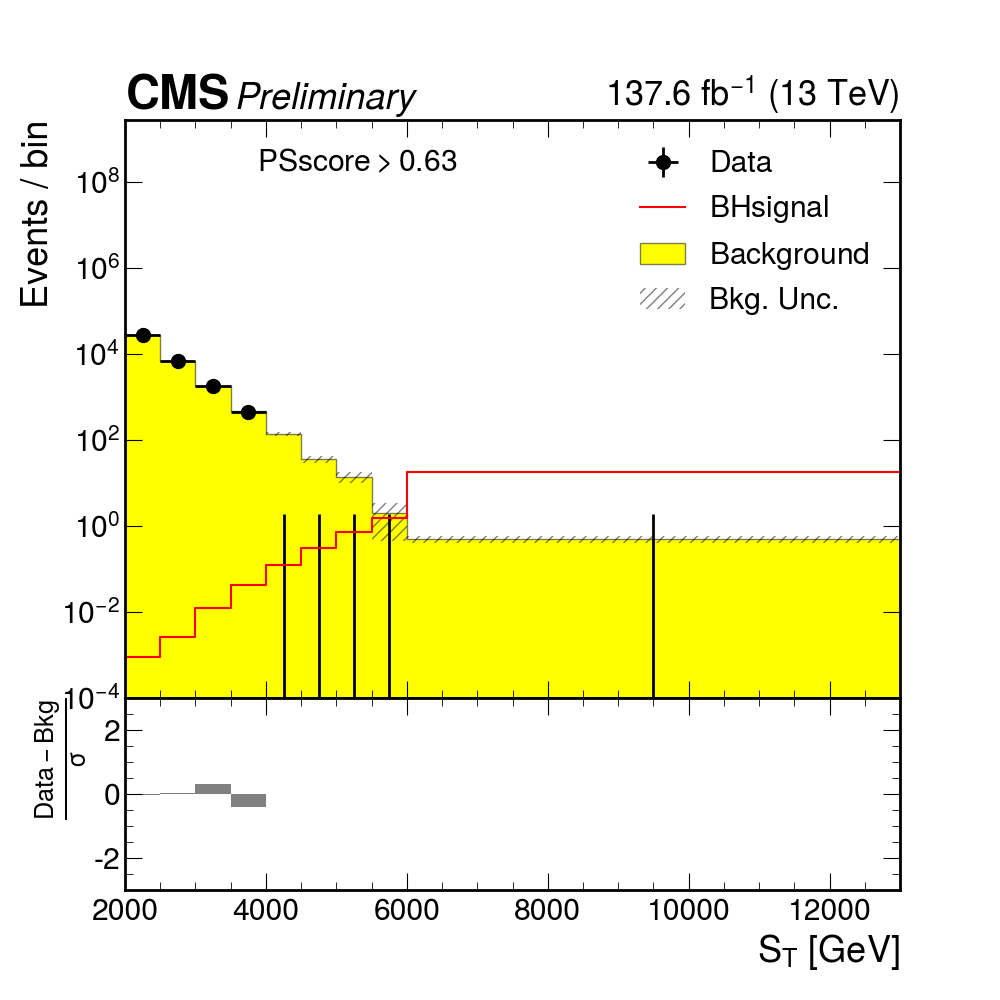 CMS Preliminary 137.6 fb⁻¹ (13 TeV)
Events / bin
PSscore > 0.63
Data
BHsignal
Background
Bkg. Unc.
10⁸
10⁶
10⁴
10²
10⁰
10⁻²
10⁻⁴
Data – Bkg
σ
2
0
-2
2000 4000 6000 8000 10000 12000
S_T [GeV]